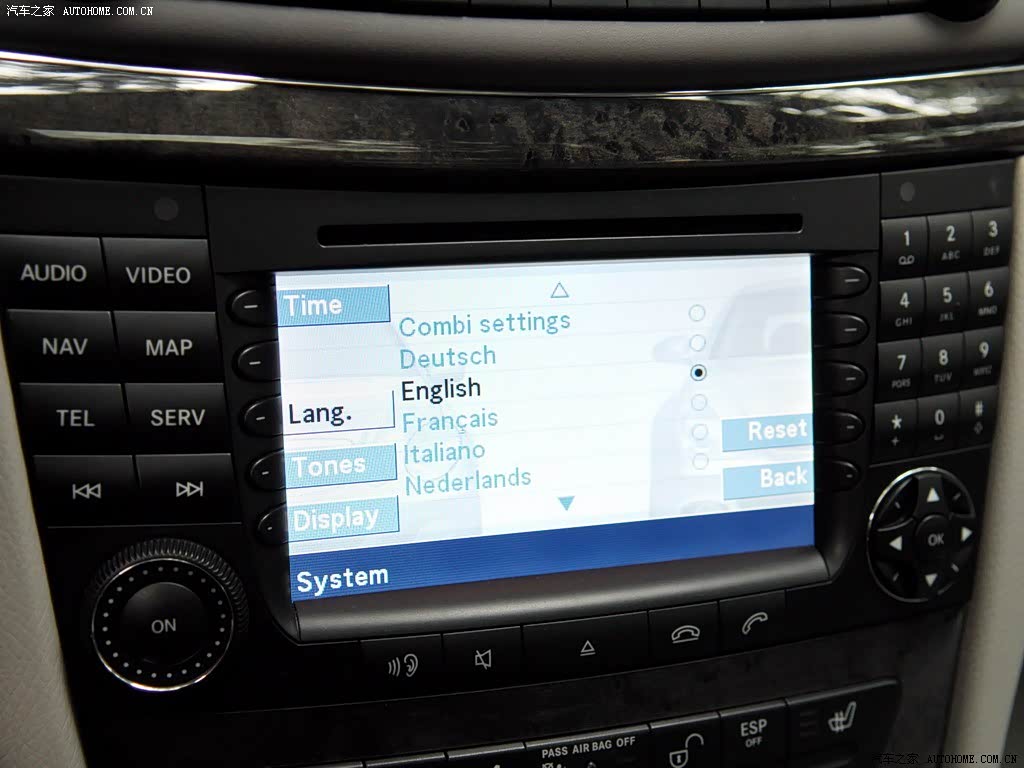 汽车之家 AUTOHOME.COM.CN
AUDIO VIDEO
NAV MAP
TEL SERV
ON
Time
Lang.
Tones
Display
Combi settings
Deutsch
English
Français
Italiano
Nederlands
Reset
Back
System
1 2 ABC 3 DEF
4 GHI 5 JKL 6 MNO
7 PQRS 8 TUV 9 WXYZ
* + 0 #
OK
PASS AIR BAG OFF
ESP OFF
汽车之家 AUTOHOME.COM.CN